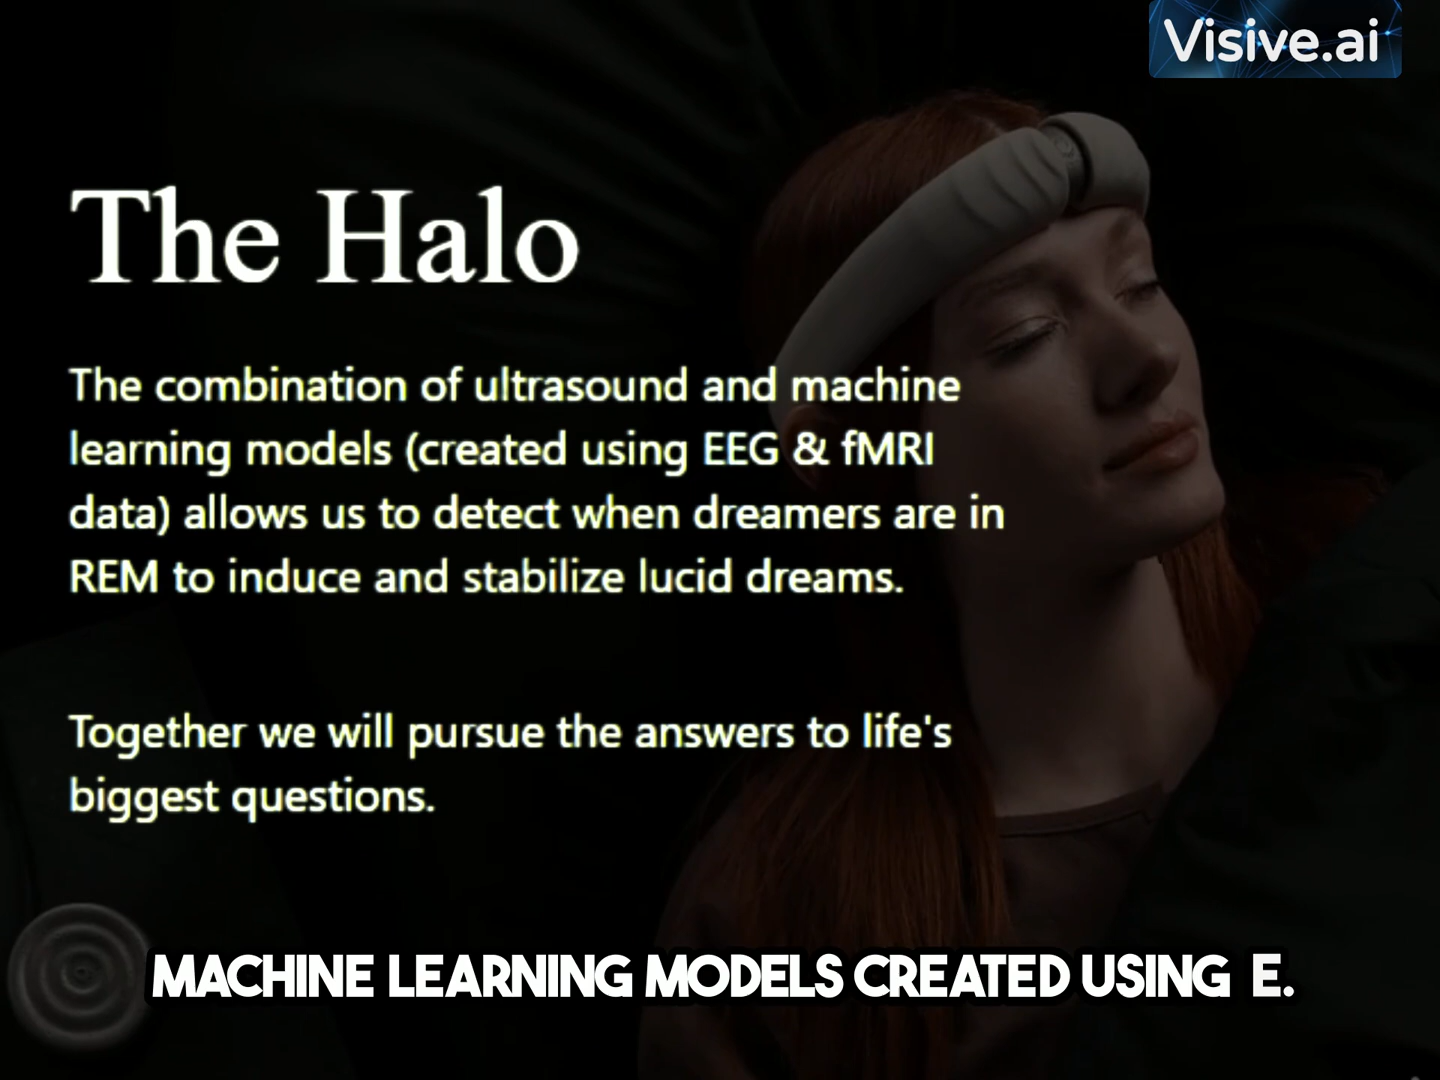 Visive.ai
The Halo
The combination of ultrasound and machine
learning models (created using EEG & fMRI
data) allows us to detect when dreamers are in
REM to induce and stabilize lucid dreams.
Together we will pursue the answers to life's
biggest questions.
MACHINE LEARNING MODELS CREATED USING E.